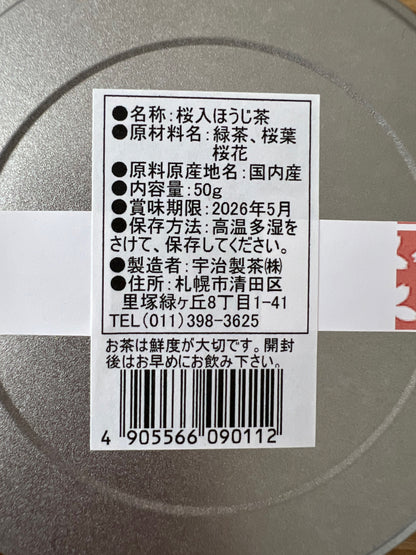 ●名称:桜入ほうじ茶
●原材料名:緑茶、桜葉
桜花
●原料原産地名:国内産
●内容量:50g
●賞味期限:2026年5月
●保存方法:高温多湿を
さけて、保存してください。
●製造者:宇治製茶㈱
●住所:札幌市清田区
里塚緑ヶ丘8丁目1-41
TEL(011)398-3625
お茶は鮮度が大切です。開封
後はお早めにお飲み下さい。
4 905566 090112